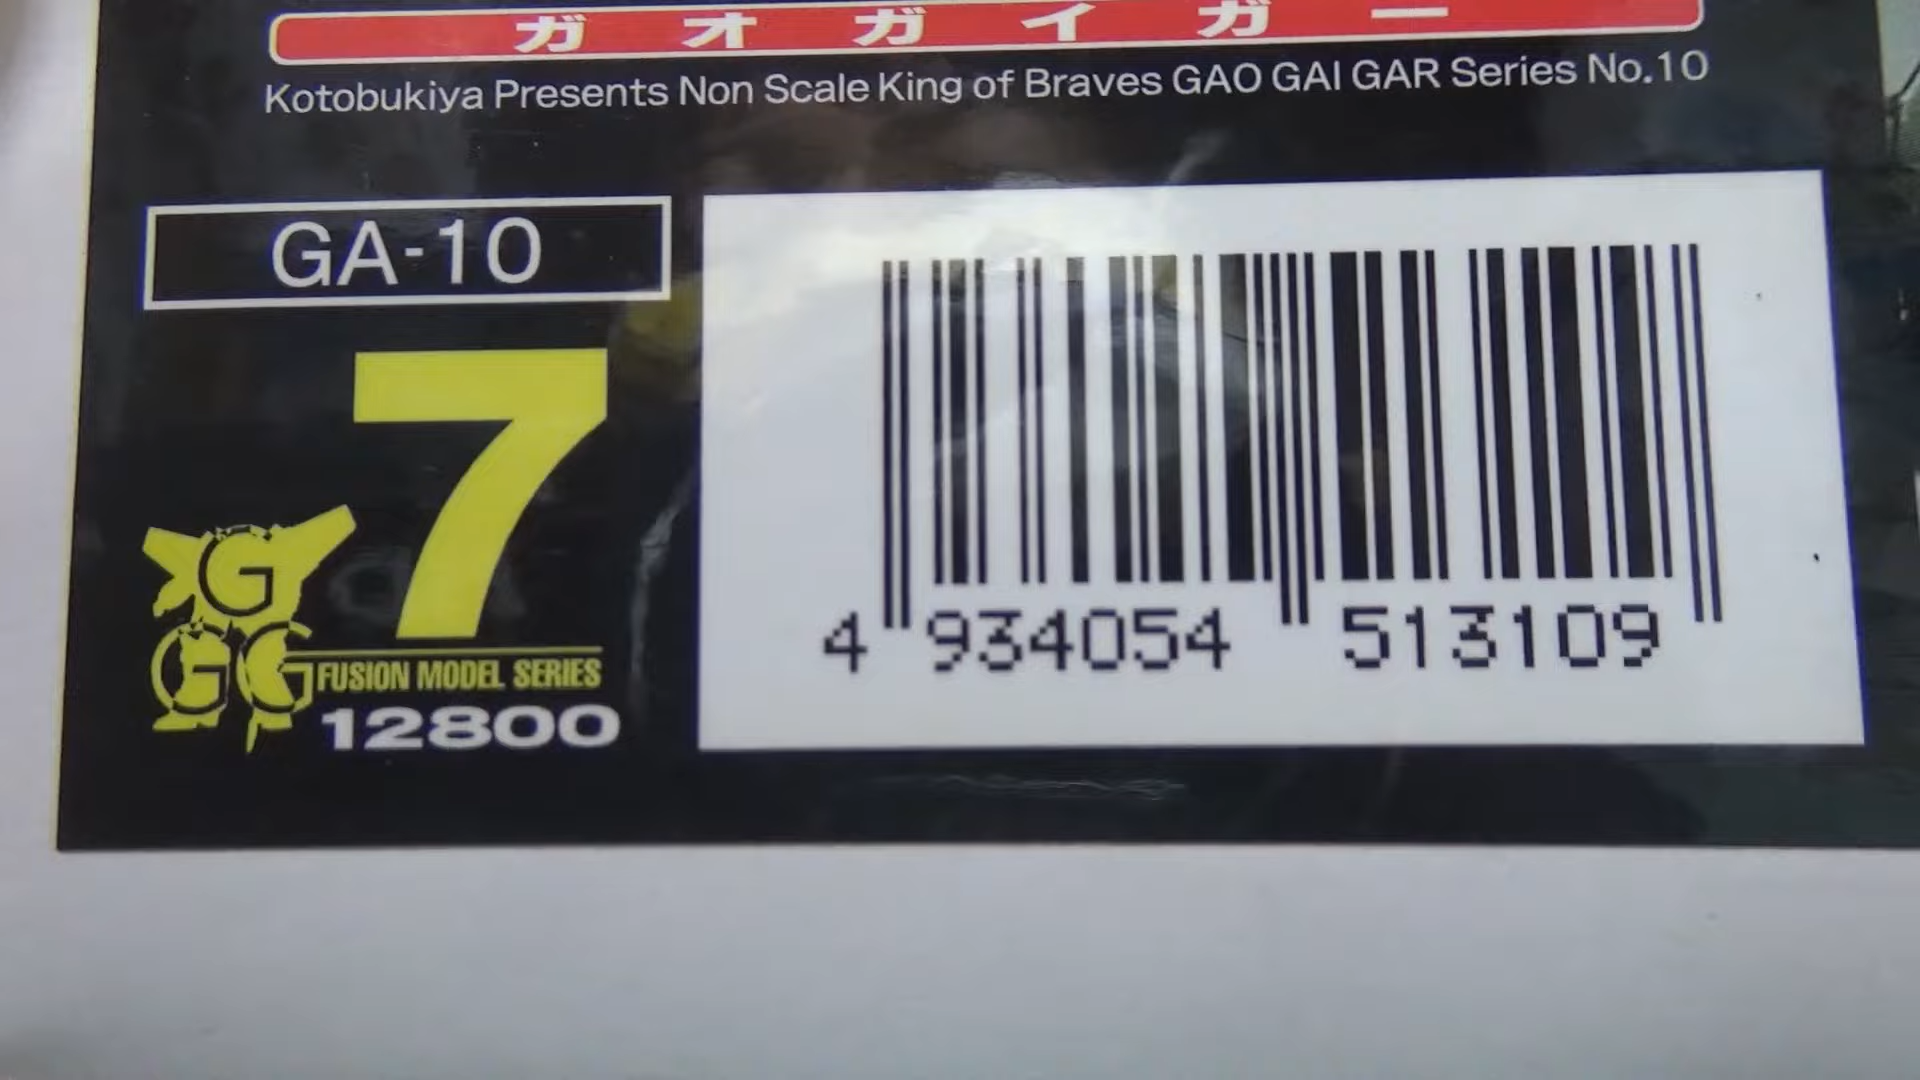 ガオガイガー
Kotobukiya Presents Non Scale King of Braves GAO GAI GAR Series No.10
GA-10
7
GGG
FUSION MODEL SERIES
12800
4 934054 513109